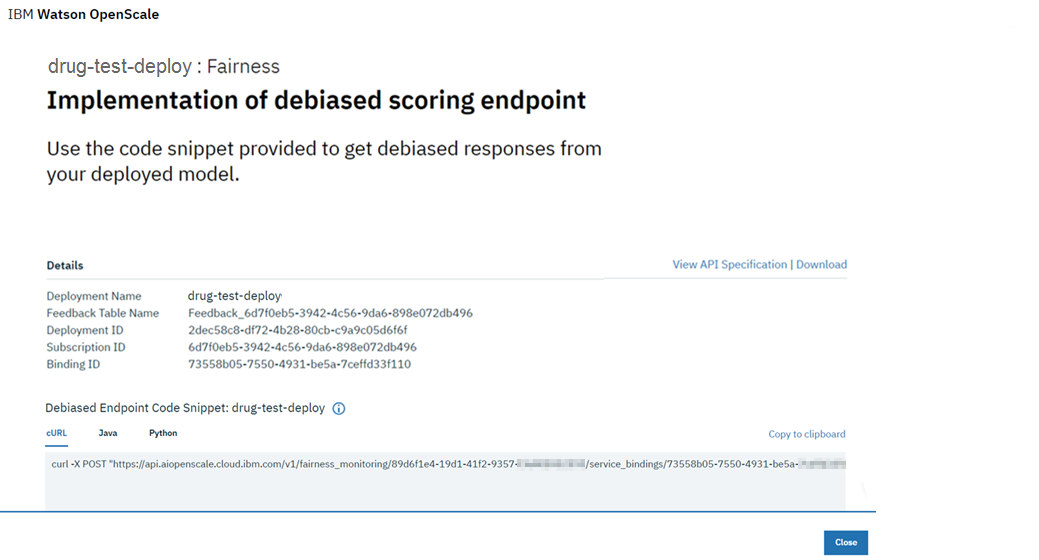 IBM Watson OpenScale
drug-test-deploy : Fairness
Implementation of debiased scoring endpoint
Use the code snippet provided to get debiased responses from
your deployed model.
Details
View API Specification | Download
Deployment Name drug-test-deploy
Feedback Table Name Feedback_6d7f0eb5-3942-4c56-9da6-898e072db496
Deployment ID 2dec58c8-df72-4b28-80cb-c9a9c05d6f6f
Subscription ID 6d7f0eb5-3942-4c56-9da6-898e072db496
Binding ID 73558b05-7550-4931-be5a-7ceffd33f110
Debiased Endpoint Code Snippet: drug-test-deploy
cURL Java Python
Copy to clipboard
curl -X POST "https://api.aiopenscale.cloud.ibm.com/v1/fairness_monitoring/89d6f1e4-19d1-41f2-9357- /service_bindings/73558b05-7550-4931-be5a-
Close